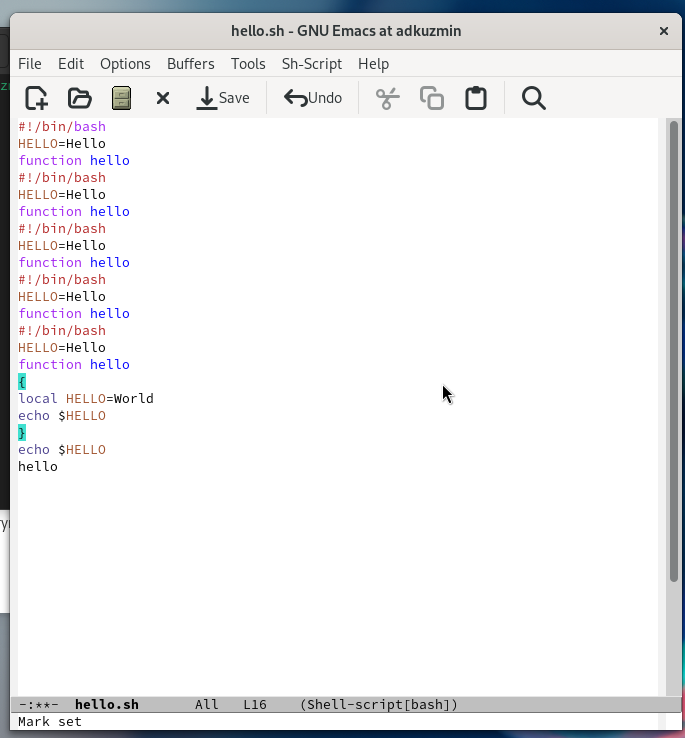 hello.sh - GNU Emacs at adkuzmin ×
File Edit Options Buffers Tools Sh-Script Help
Save Undo
#!/bin/bash
HELLO=Hello
function hello
#!/bin/bash
HELLO=Hello
function hello
#!/bin/bash
HELLO=Hello
function hello
#!/bin/bash
HELLO=Hello
function hello
#!/bin/bash
HELLO=Hello
function hello
{
local HELLO=World
echo $HELLO
}
echo $HELLO
hello
-:**- hello.sh All L16 (Shell-script[bash])
Mark set